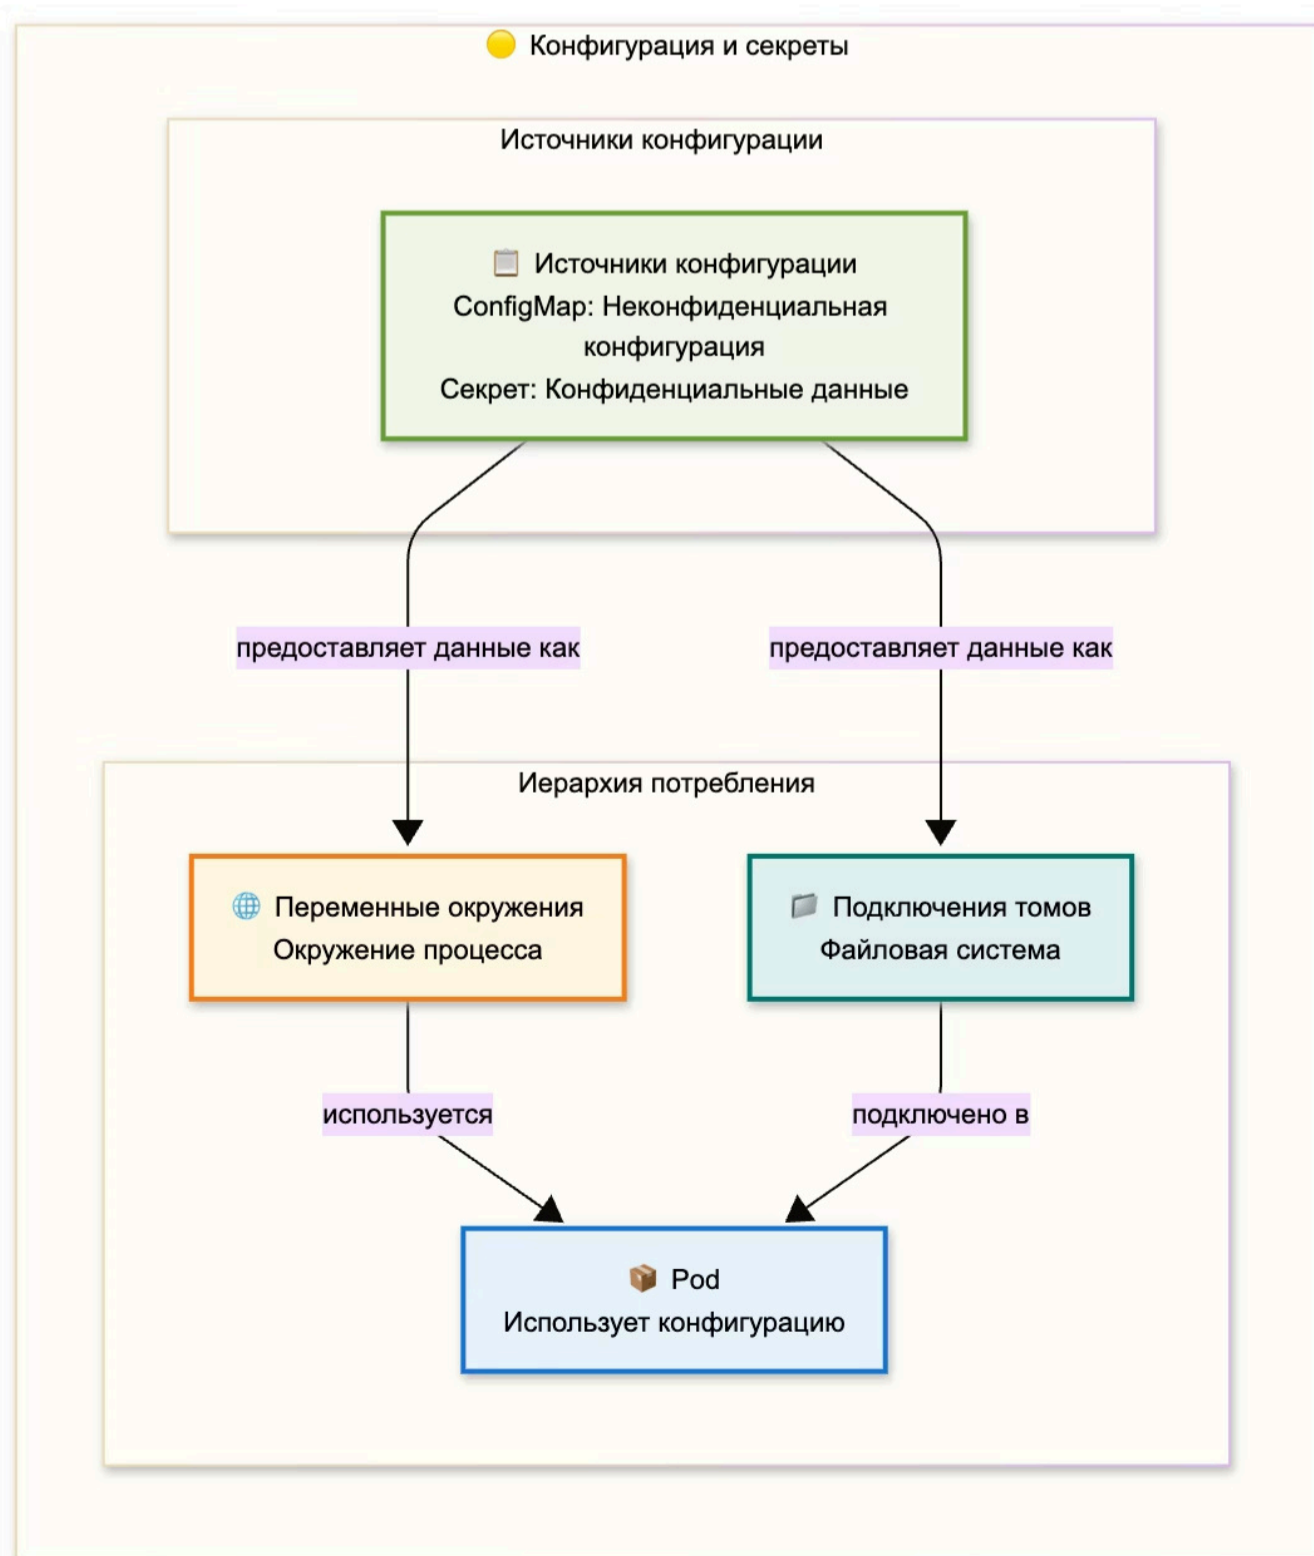 Конфигурация и секреты
Источники конфигурации
Источники конфигурации
ConfigMap: Неконфиденциальная
конфигурация
Секрет: Конфиденциальные данные
предоставляет данные как
предоставляет данные как
Иерархия потребления
Переменные окружения
Окружение процесса
Подключения томов
Файловая система
используется
подключено в
Pod
Использует конфигурацию